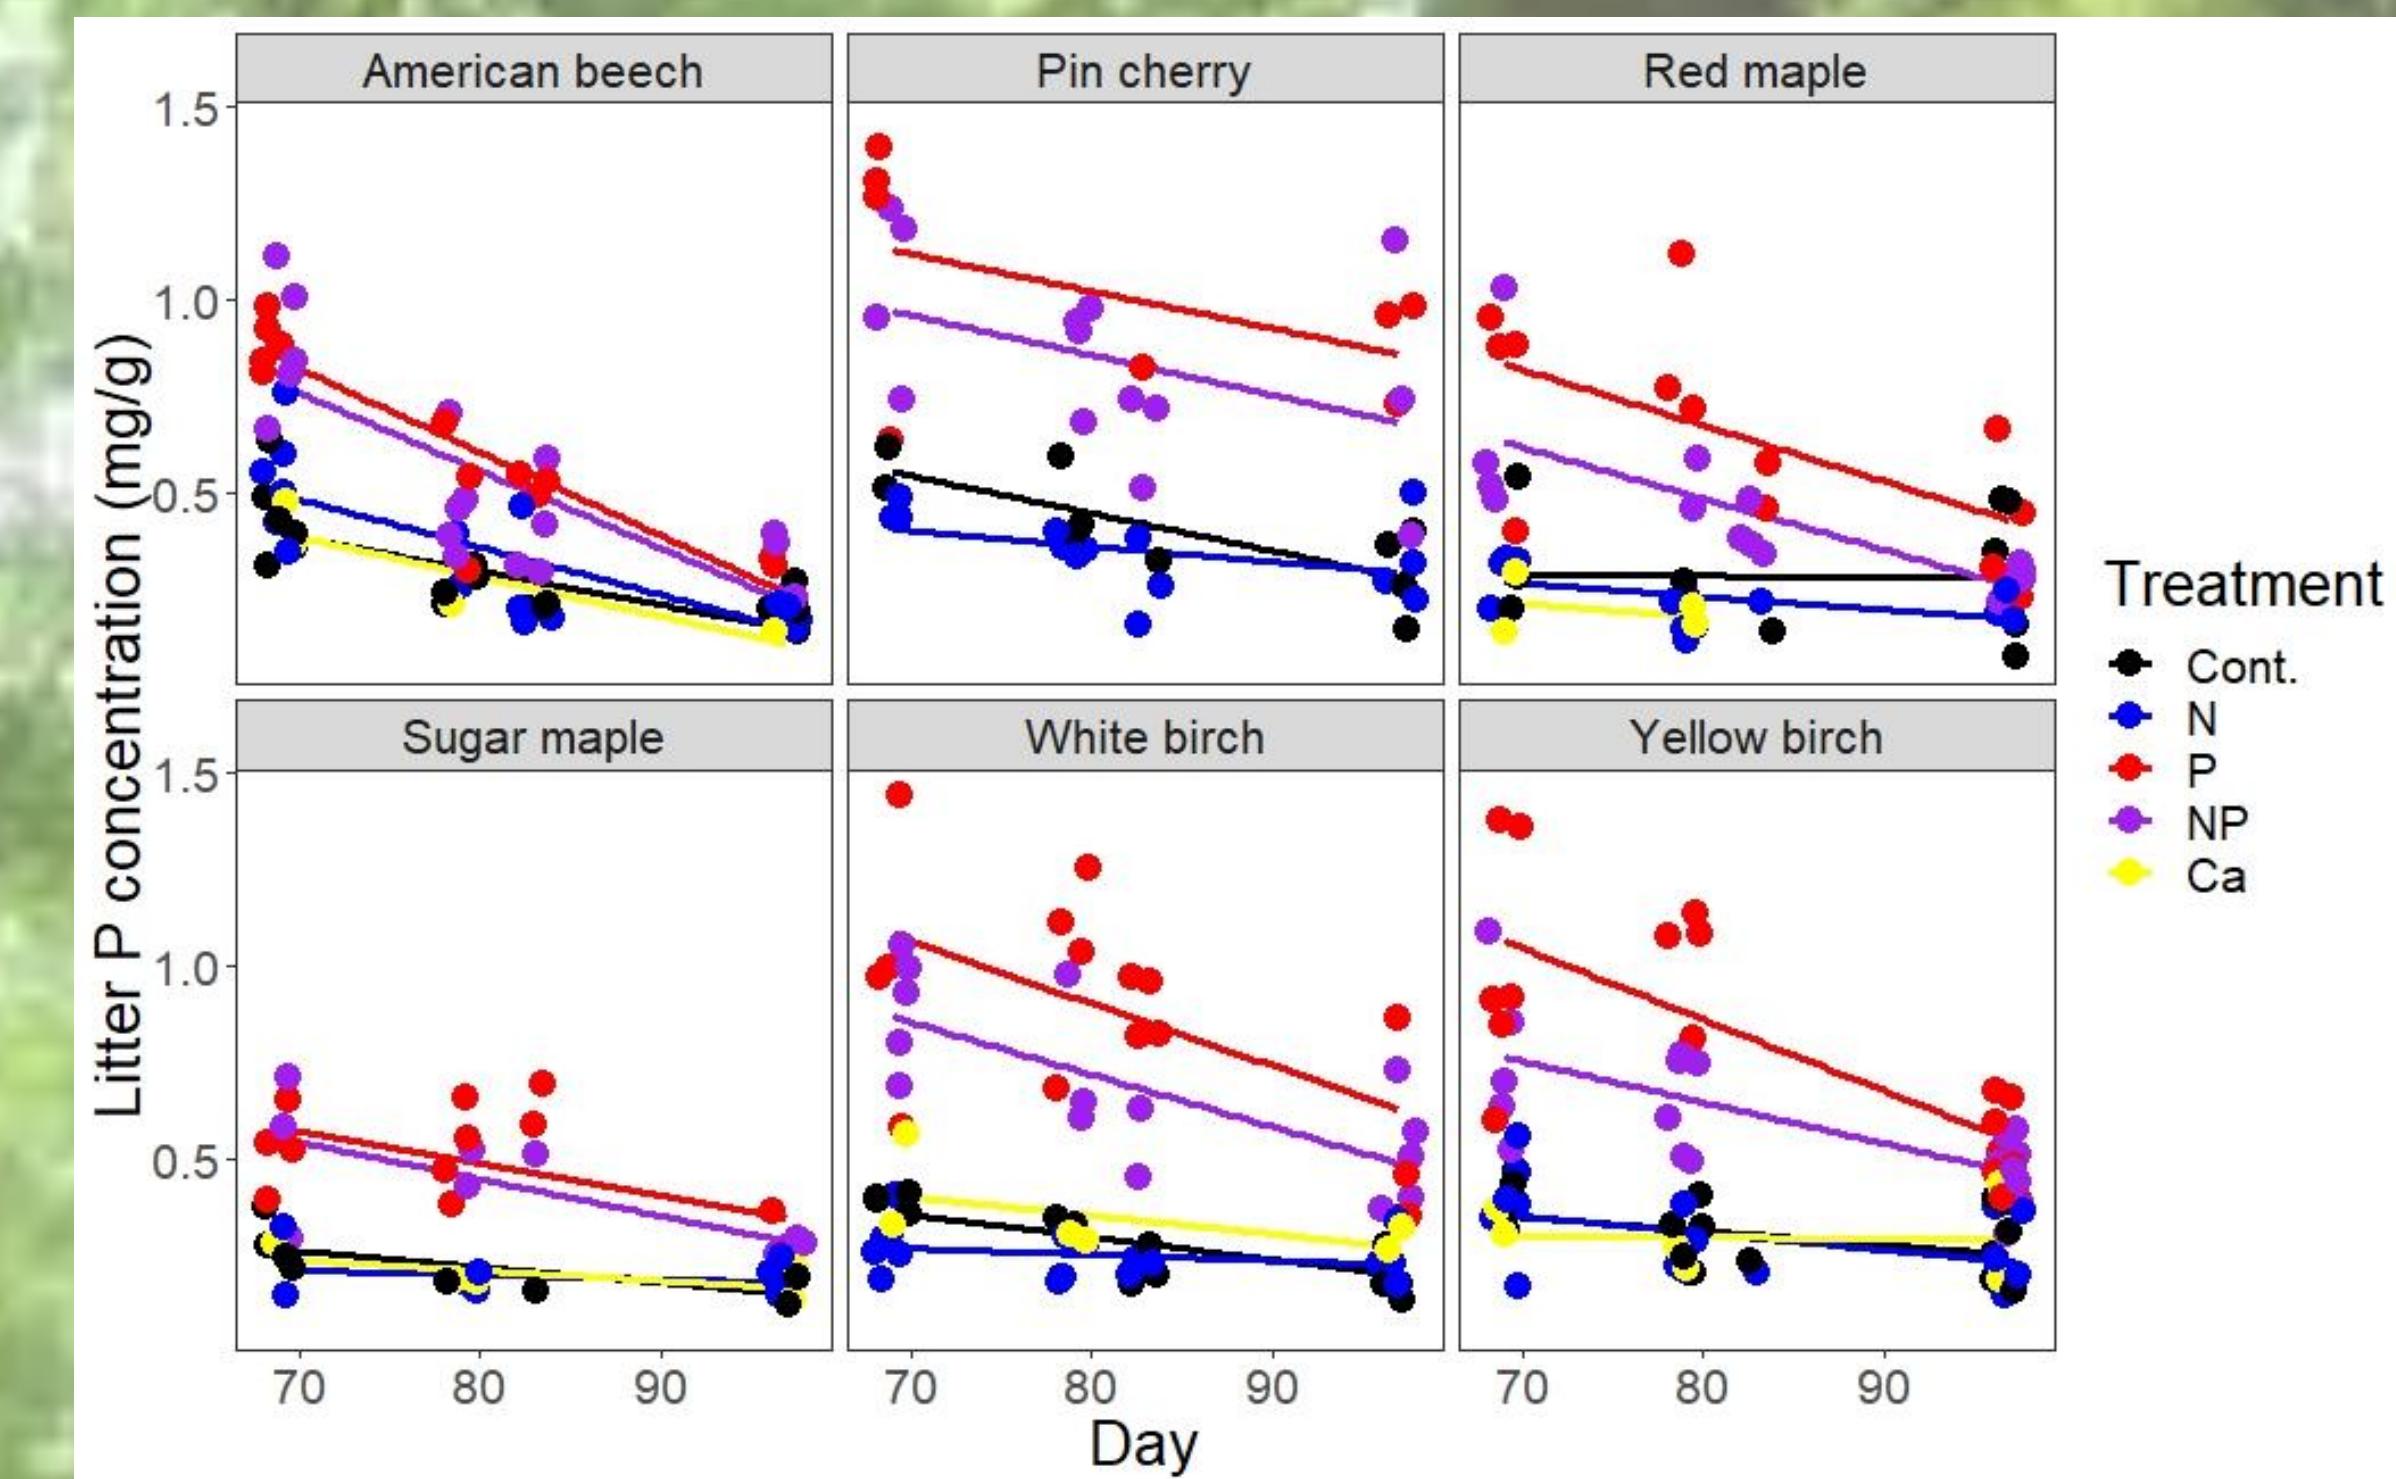 American beech
Pin cherry
Red maple
1.5
1.0
0.5
Sugar maple
White birch
Yellow birch
1.5
1.0
0.5
70 80 90
70 80 90
70 80 90
Day
Litter P concentration (mg/g)
Treatment
Cont.
N
P
NP
Ca